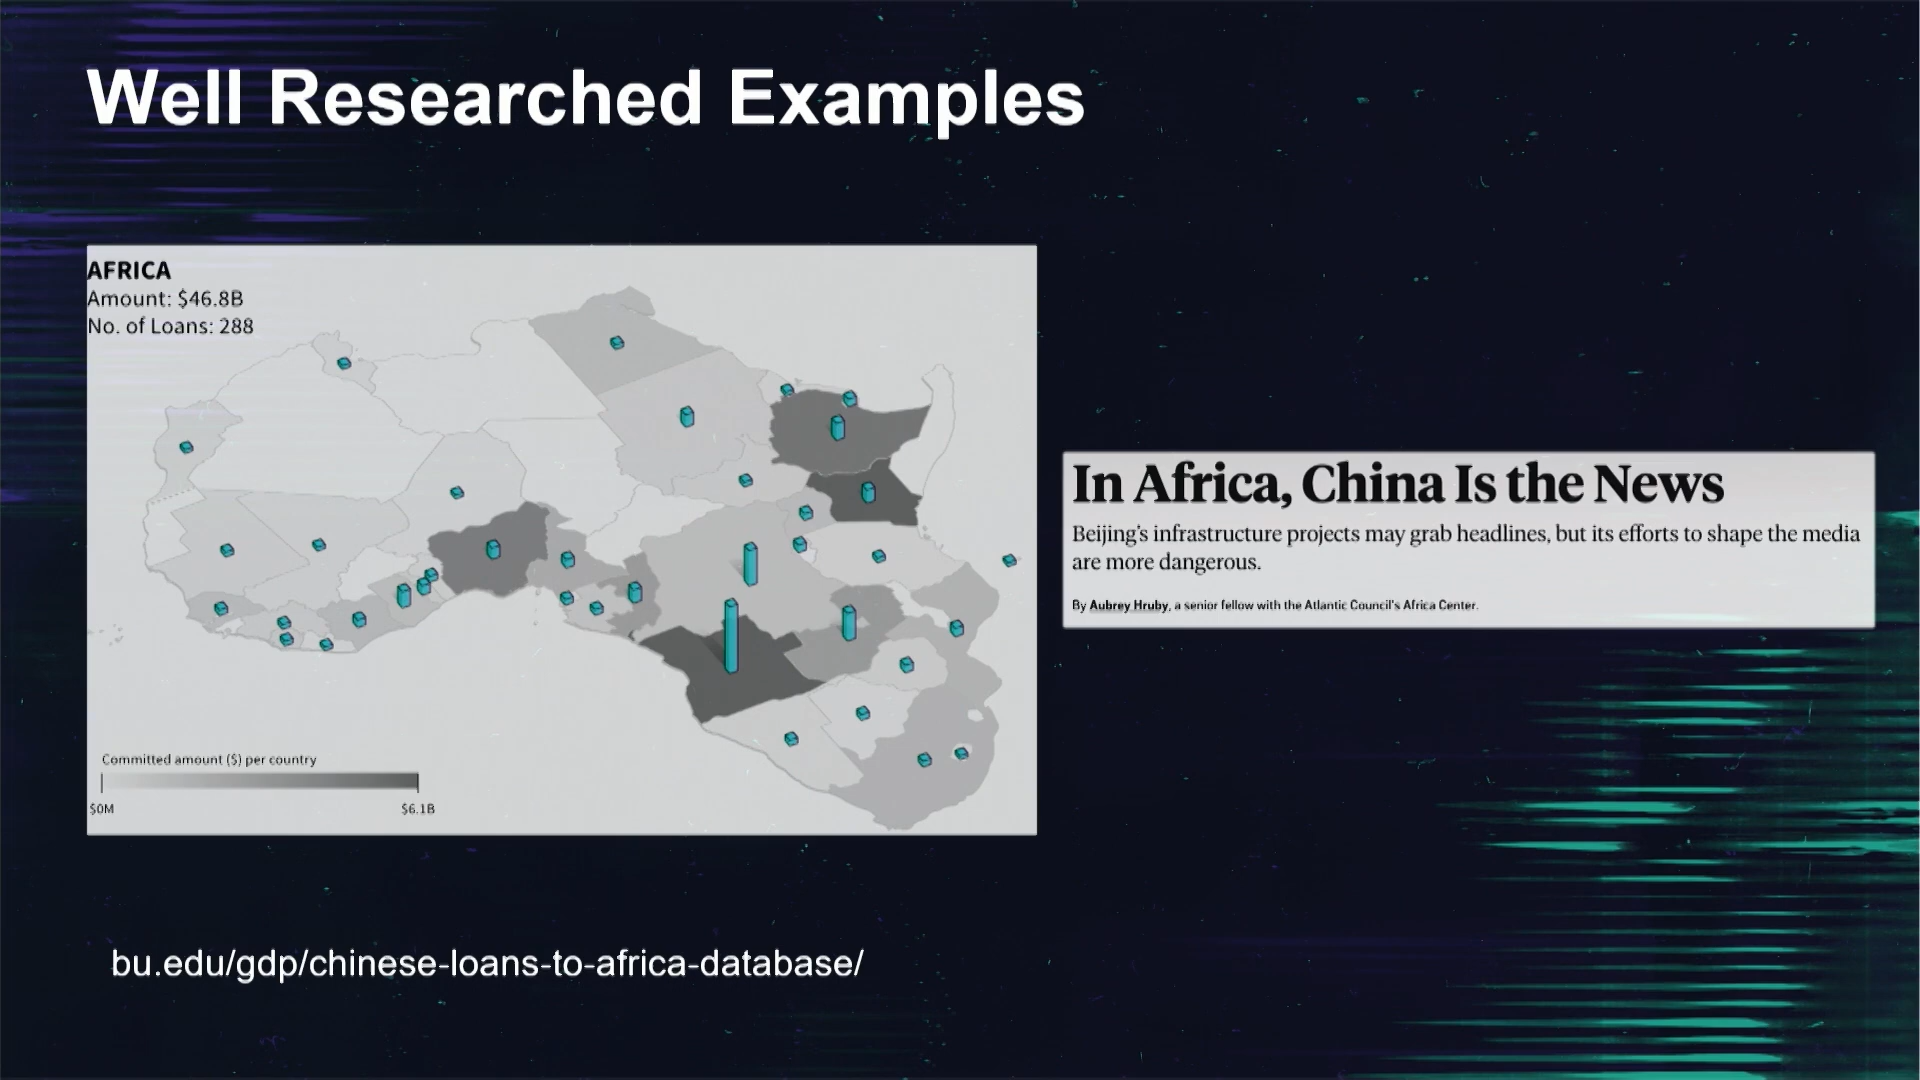 Well Researched Examples
AFRICA
Amount: $46.8B
No. of Loans: 288
Committed amount ($) per country
$0M
$6.1B
In Africa, China Is the News
Beijing's infrastructure projects may grab headlines, but its efforts to shape the media
are more dangerous.
By Aubrey Hruby, a senior fellow with the Atlantic Council's Africa Center.
bu.edu/gdp/chinese-loans-to-africa-database/